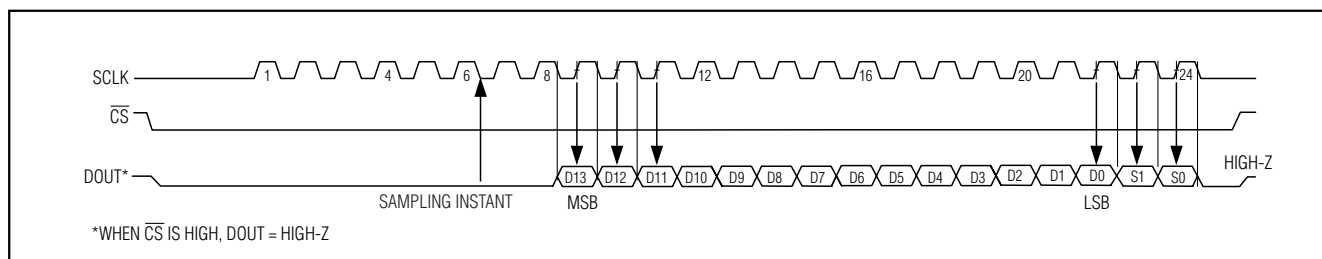 SCLK 1 4 6 8 12 16 20 24
CS
HIGH-Z
DOUT* D13 D12 D11 D10 D9 D8 D7 D6 D5 D4 D3 D2 D1 D0 S1 S0
SAMPLING INSTANT MSB LSB
*WHEN CS IS HIGH, DOUT = HIGH-Z